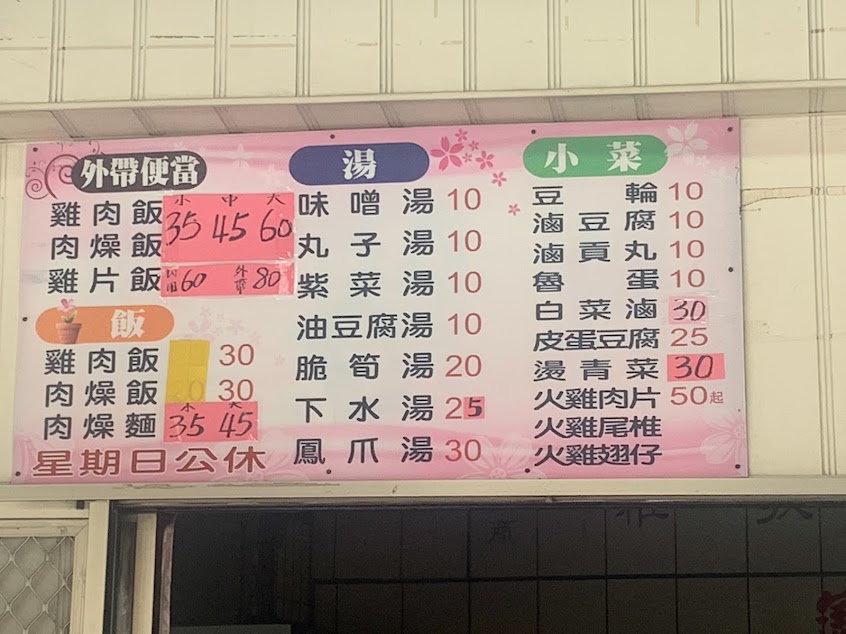 外帶便當
小 中 大
雞肉飯
肉燥飯 35 45 60
雞片飯 內用60 外帶80
飯
雞肉飯 30
肉燥飯 30
小 大
肉燥麵 35 45
星期日公休
湯
味噌湯 10
丸子湯 10
紫菜湯 10
油豆腐湯 10
脆筍湯 20
下水湯 25
鳳爪湯 30
小菜
豆輪 10
滷豆腐 10
滷貢丸 10
魯蛋 10
白菜滷 30
皮蛋豆腐 25
燙青菜 30
火雞肉片 50起
火雞尾椎
火雞翅仔